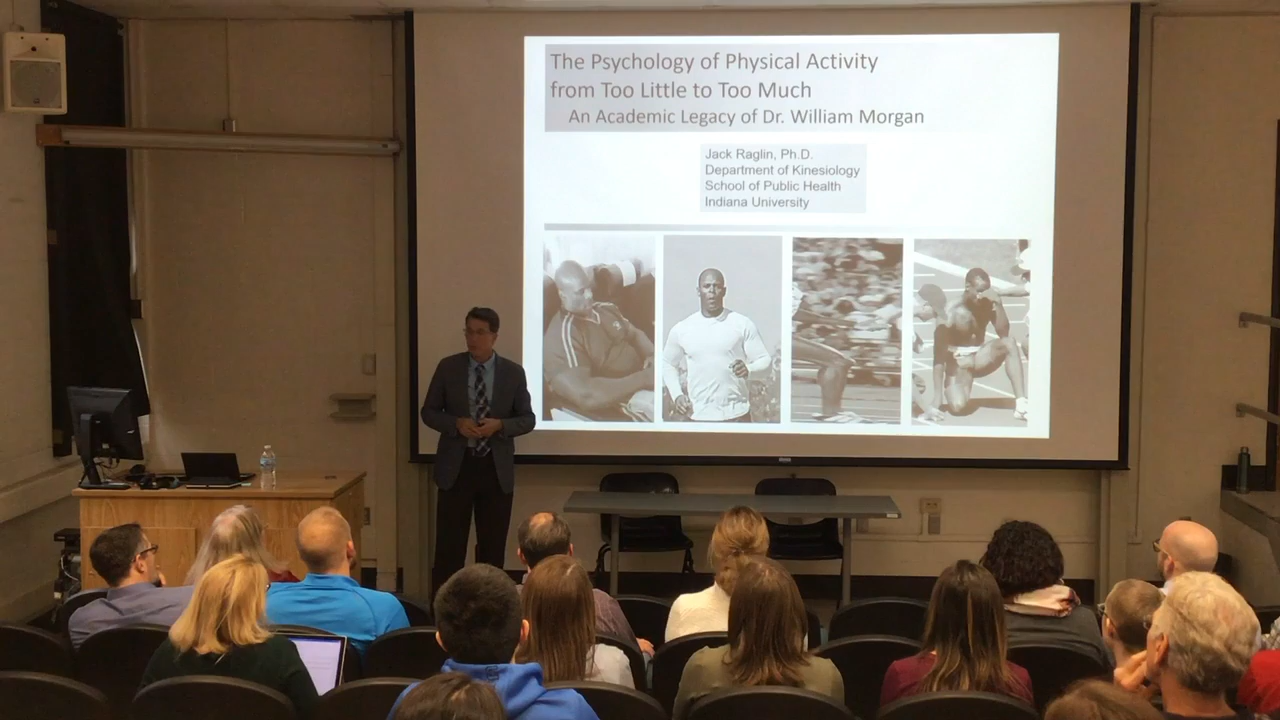 The Psychology of Physical Activity
from Too Little to Too Much
An Academic Legacy of Dr. William Morgan
Jack Raglin, Ph.D.
Department of Kinesiology
School of Public Health
Indiana University